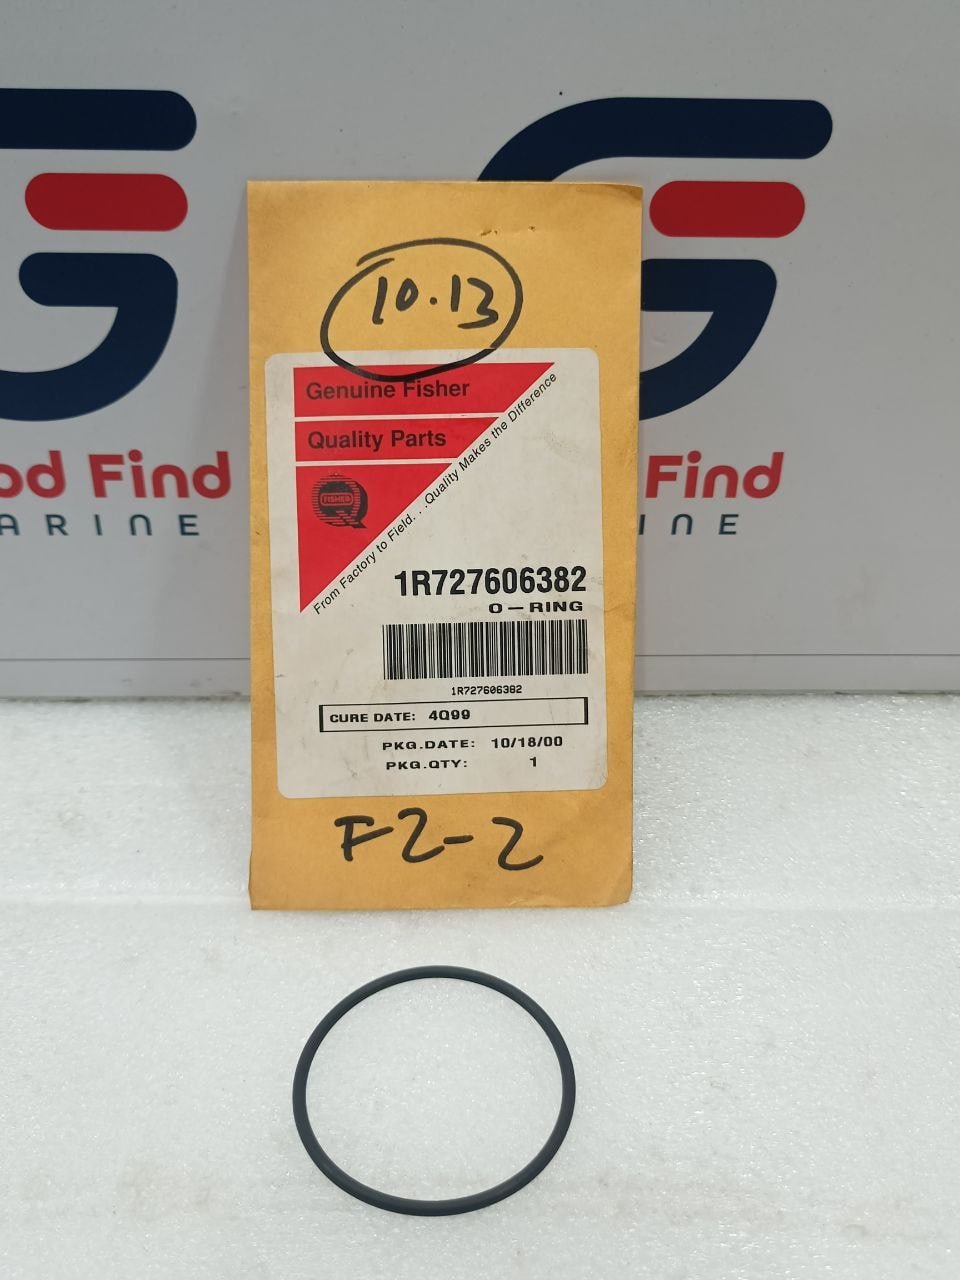 10.13
Genuine Fisher
Quality Parts
FISHER
From Factory to Field. . .Quality Makes the Difference
1R727606382
O-RING
1R727606382
CURE DATE: 4Q99
PKG.DATE: 10/18/00
PKG.QTY: 1
F2-2
od Find
ARINE
Find
INE